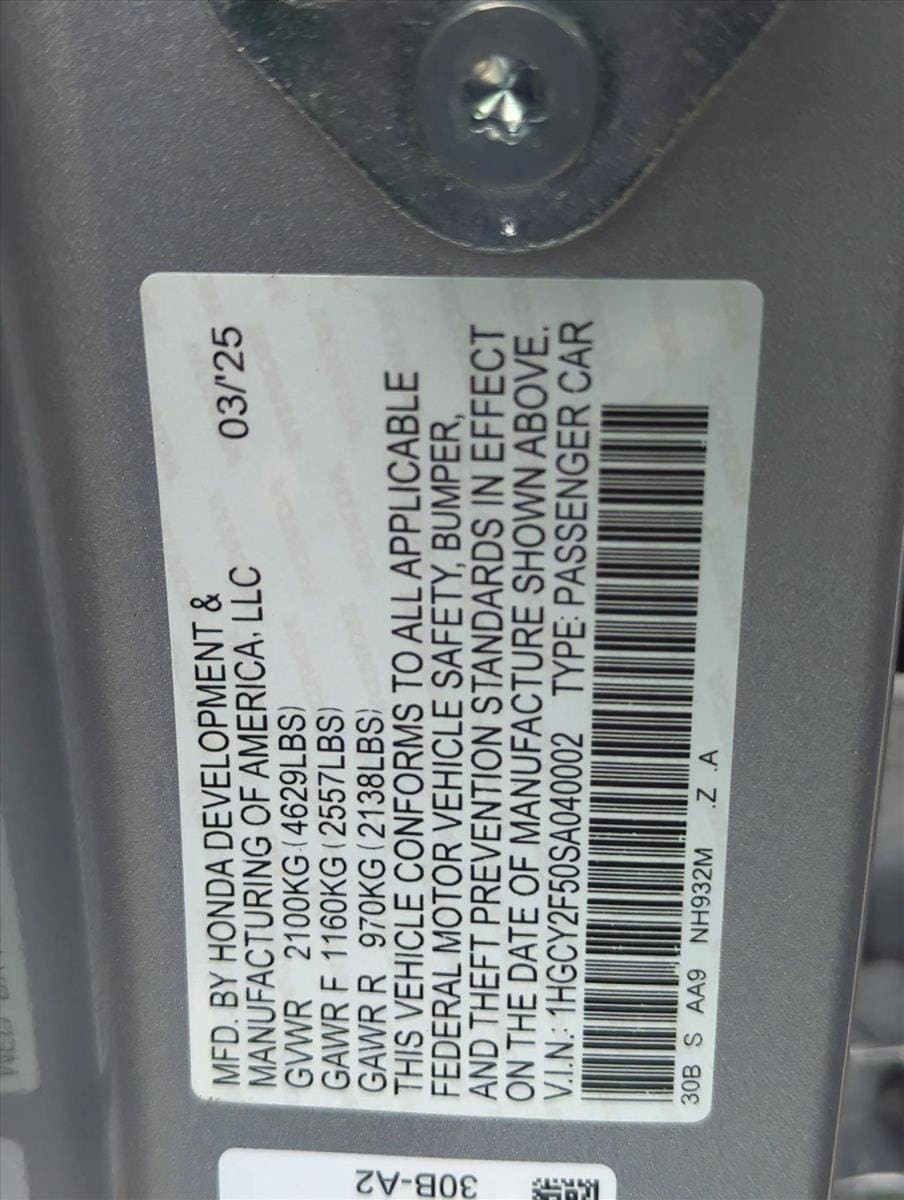 MFD. BY HONDA DEVELOPMENT &
MANUFACTURING OF AMERICA, LLC 03/'25
GVWR 2100KG (4629LBS)
GAWR F 1160KG (2557LBS)
GAWR R 970KG (2138LBS)
THIS VEHICLE CONFORMS TO ALL APPLICABLE
FEDERAL MOTOR VEHICLE SAFETY, BUMPER,
AND THEFT PREVENTION STANDARDS IN EFFECT
ON THE DATE OF MANUFACTURE SHOWN ABOVE.
V.I.N.: 1HGCY2F50SA040002 TYPE: PASSENGER CAR
30B S AA9 NH932M .Z .A
30B-A2